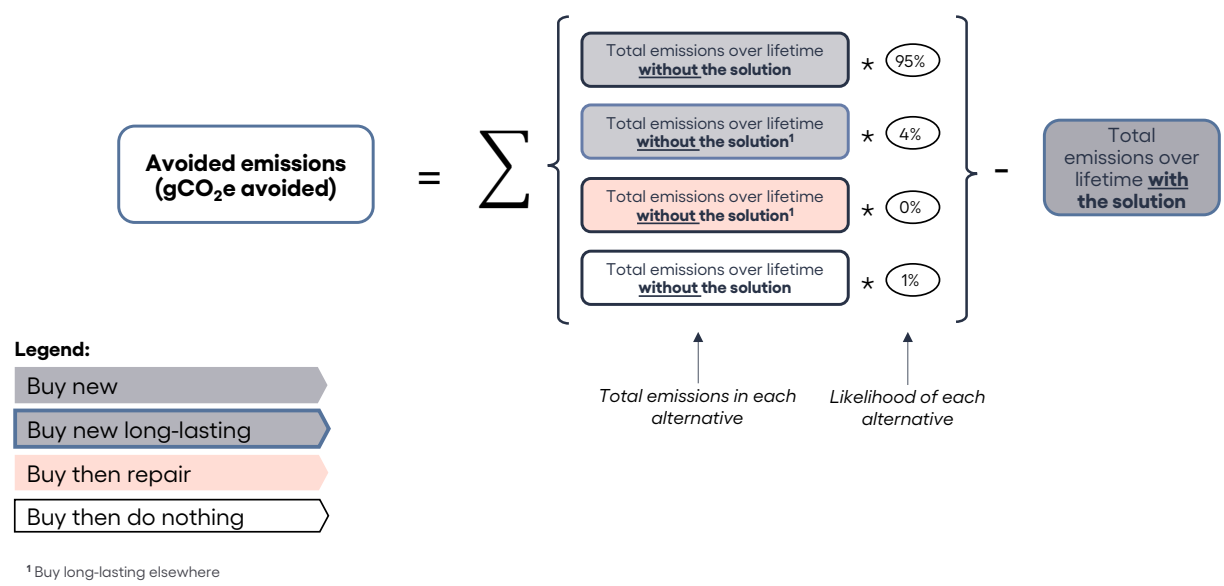 Avoided emissions
(gCO₂e avoided)
=
∑
Total emissions over lifetime
without the solution
* 95%
Total emissions over lifetime
without the solution¹
* 4%
Total emissions over lifetime
without the solution¹
* 0%
Total emissions over lifetime
without the solution
* 1%
-
Total
emissions over
lifetime with
the solution
Total emissions in each
alternative
Likelihood of each
alternative
Legend:
Buy new
Buy new long-lasting
Buy then repair
Buy then do nothing
¹ Buy long-lasting elsewhere